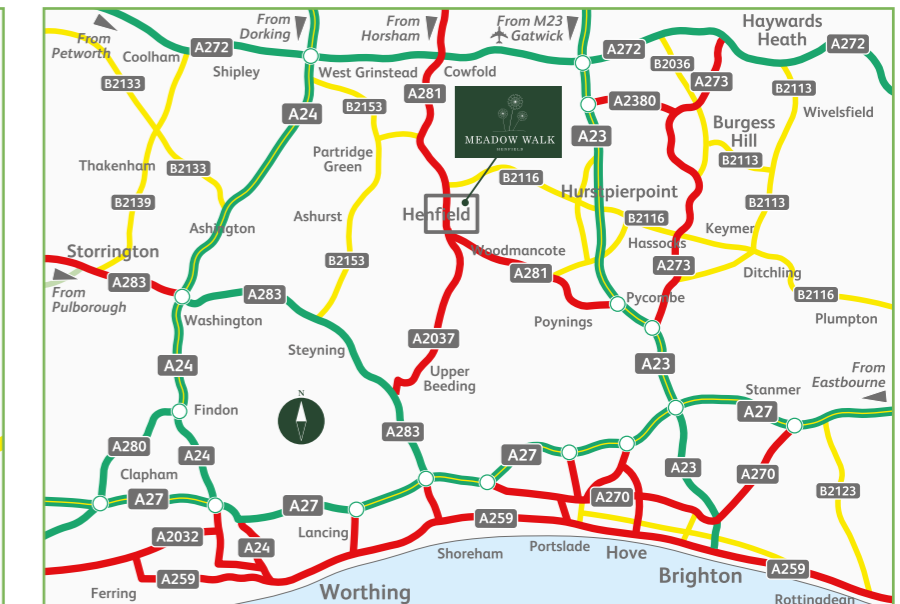 From
Petworth
Coolham
A272
Shipley
From
Dorking
From
Horsham
From M23
Gatwick
A272
Haywards
Heath
A272
B2133
A24
West Grinstead
Cowfold
B2153
A281
MEADOW WALK
HENFIELD
A2380
A23
B2036
A273
B2113
Wivelsfield
Burgess
Hill
B2113
Partridge
Green
Thakenham
B2133
B2116
Hurstpierpoint
B2139
Ashurst
Henfield
B2116
B2113
Ashington
Keymer
Hassocks
Storrington
Woodmancote
B2153
A281
A273
Ditchling
A283
From
Pulborough
A283
Washington
Pycombe
B2116
Poynings
Plumpton
A2037
Steyning
A24
Upper
Beeding
A23
From
Eastbourne
Stanmer
A27
N
Findon
A283
A280
A24
A27
A23
A270
Clapham
A27
A27
A270
B2123
Lancing
A259
A2032
A24
Shoreham
Portslade
Hove
A259
Ferring
Worthing
Brighton
A259
Rottingdean